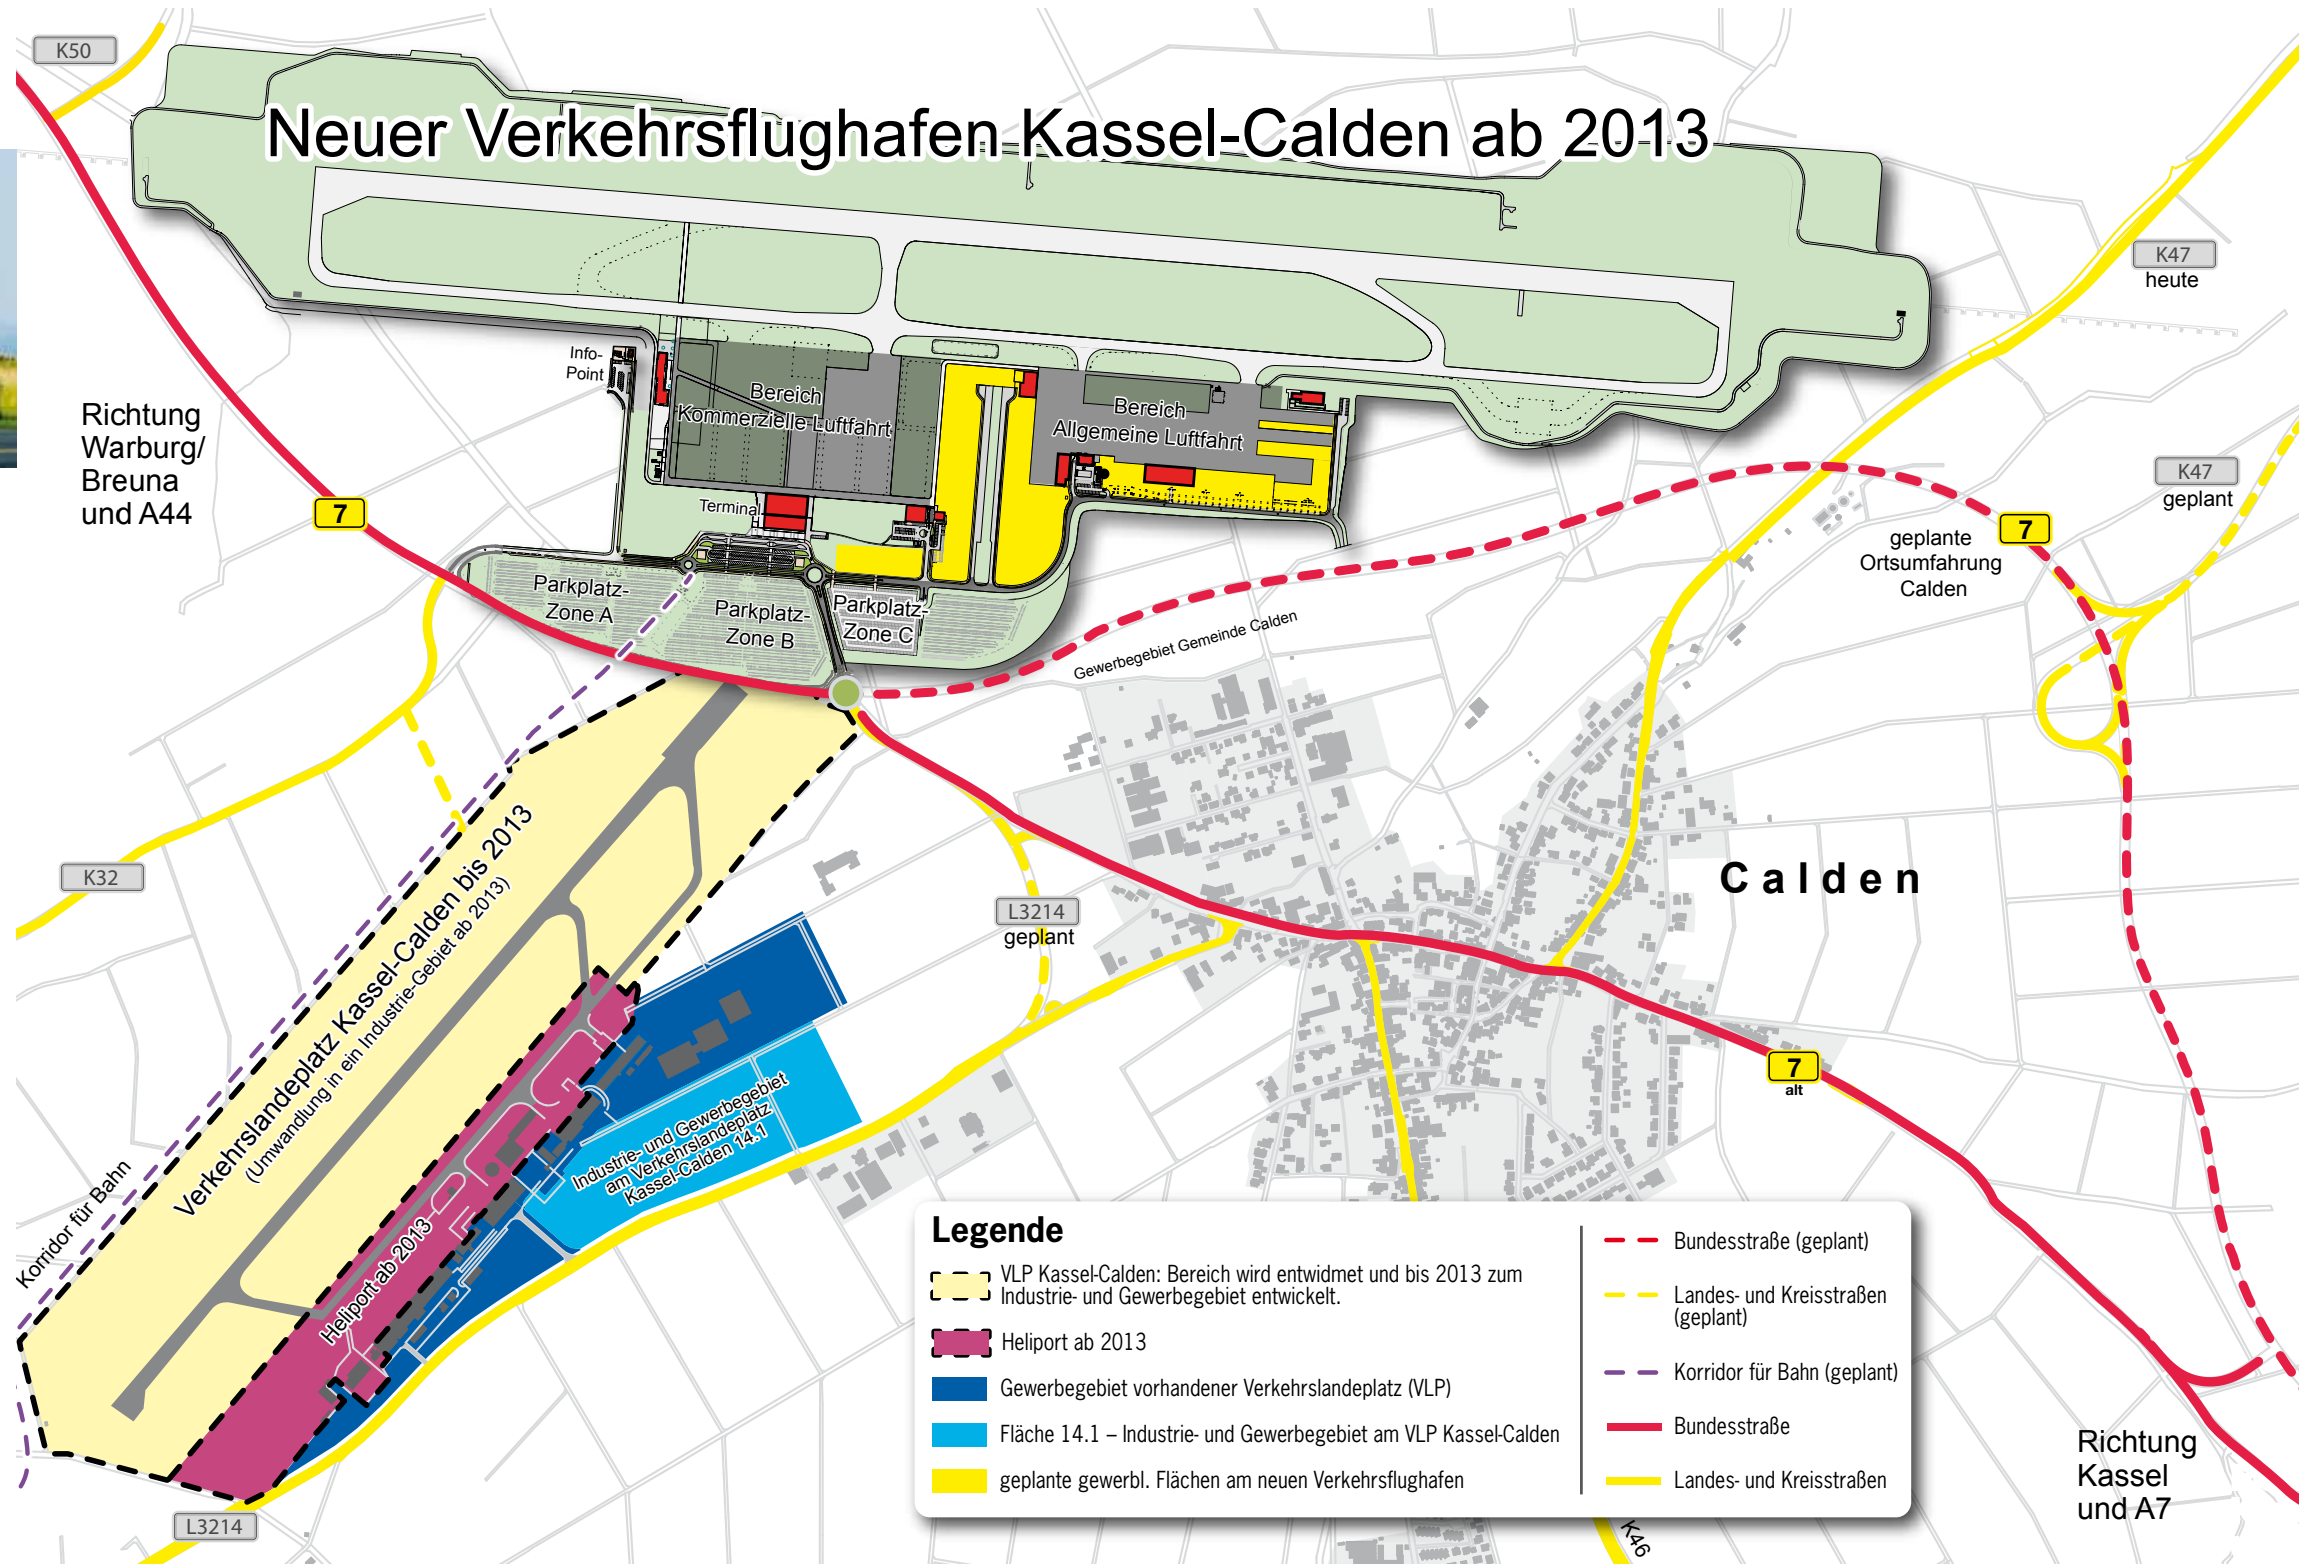 K50
Neuer Verkehrsflughafen Kassel-Calden ab 2013
K47
heute
Info-
Point
Bereich
Kommerzielle Luftfahrt
Bereich
Allgemeine Luftfahrt
Richtung
Warburg/
Breuna
und A44
7
Terminal
K47
geplant
7
geplante
Ortsumfahrung
Calden
Parkplatz-
Zone A
Parkplatz-
Zone B
Parkplatz-
Zone C
Gewerbegebiet Gemeinde Calden
K32
Verkehrslandeplatz Kassel-Calden bis 2013
(Umwandlung in ein Industrie-Gebiet ab 2013)
L3214
geplant
Calden
7
alt
Industrie- und Gewerbegebiet
am Verkehrslandeplatz
Kassel-Calden 14.1
Korridor für Bahn
Heliport ab 2013
Legende
VLP Kassel-Calden: Bereich wird entwidmet und bis 2013 zum
Industrie- und Gewerbegebiet entwickelt.
Heliport ab 2013
Gewerbegebiet vorhandener Verkehrslandeplatz (VLP)
Fläche 14.1 – Industrie- und Gewerbegebiet am VLP Kassel-Calden
geplante gewerbl. Flächen am neuen Verkehrsflughafen
Bundesstraße (geplant)
Landes- und Kreisstraßen
(geplant)
Korridor für Bahn (geplant)
Bundesstraße
Landes- und Kreisstraßen
Richtung
Kassel
und A7
L3214
K46